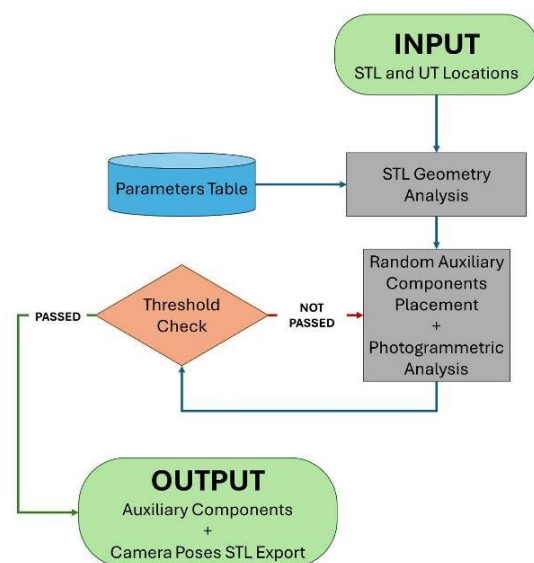 INPUT
STL and UT Locations
Parameters Table
STL Geometry
Analysis
Random Auxiliary
Components
Placement
+
Photogrammetric
Analysis
Threshold
Check
NOT
PASSED
PASSED
OUTPUT
Auxiliary Components
+
Camera Poses STL Export